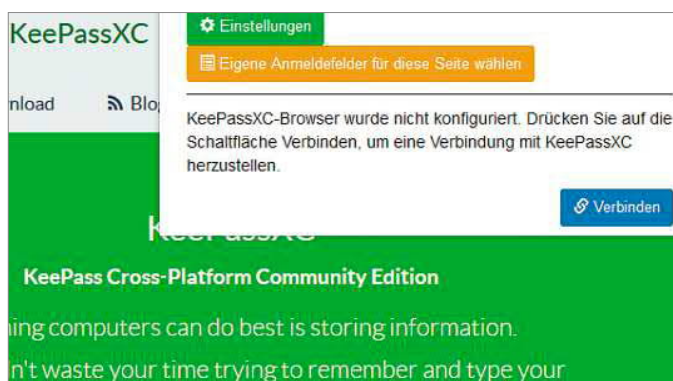 KeePassXC
Einstellungen
Eigene Anmeldefelder für diese Seite wählen
nload
Blo
KeePassXC-Browser wurde nicht konfiguriert. Drücken Sie auf die
Schaltfläche Verbinden, um eine Verbindung mit KeePassXC
herzustellen.
Verbinden
KeePassXC
KeePass Cross-Platform Community Edition
ing computers can do best is storing information.
n't waste your time trying to remember and type your